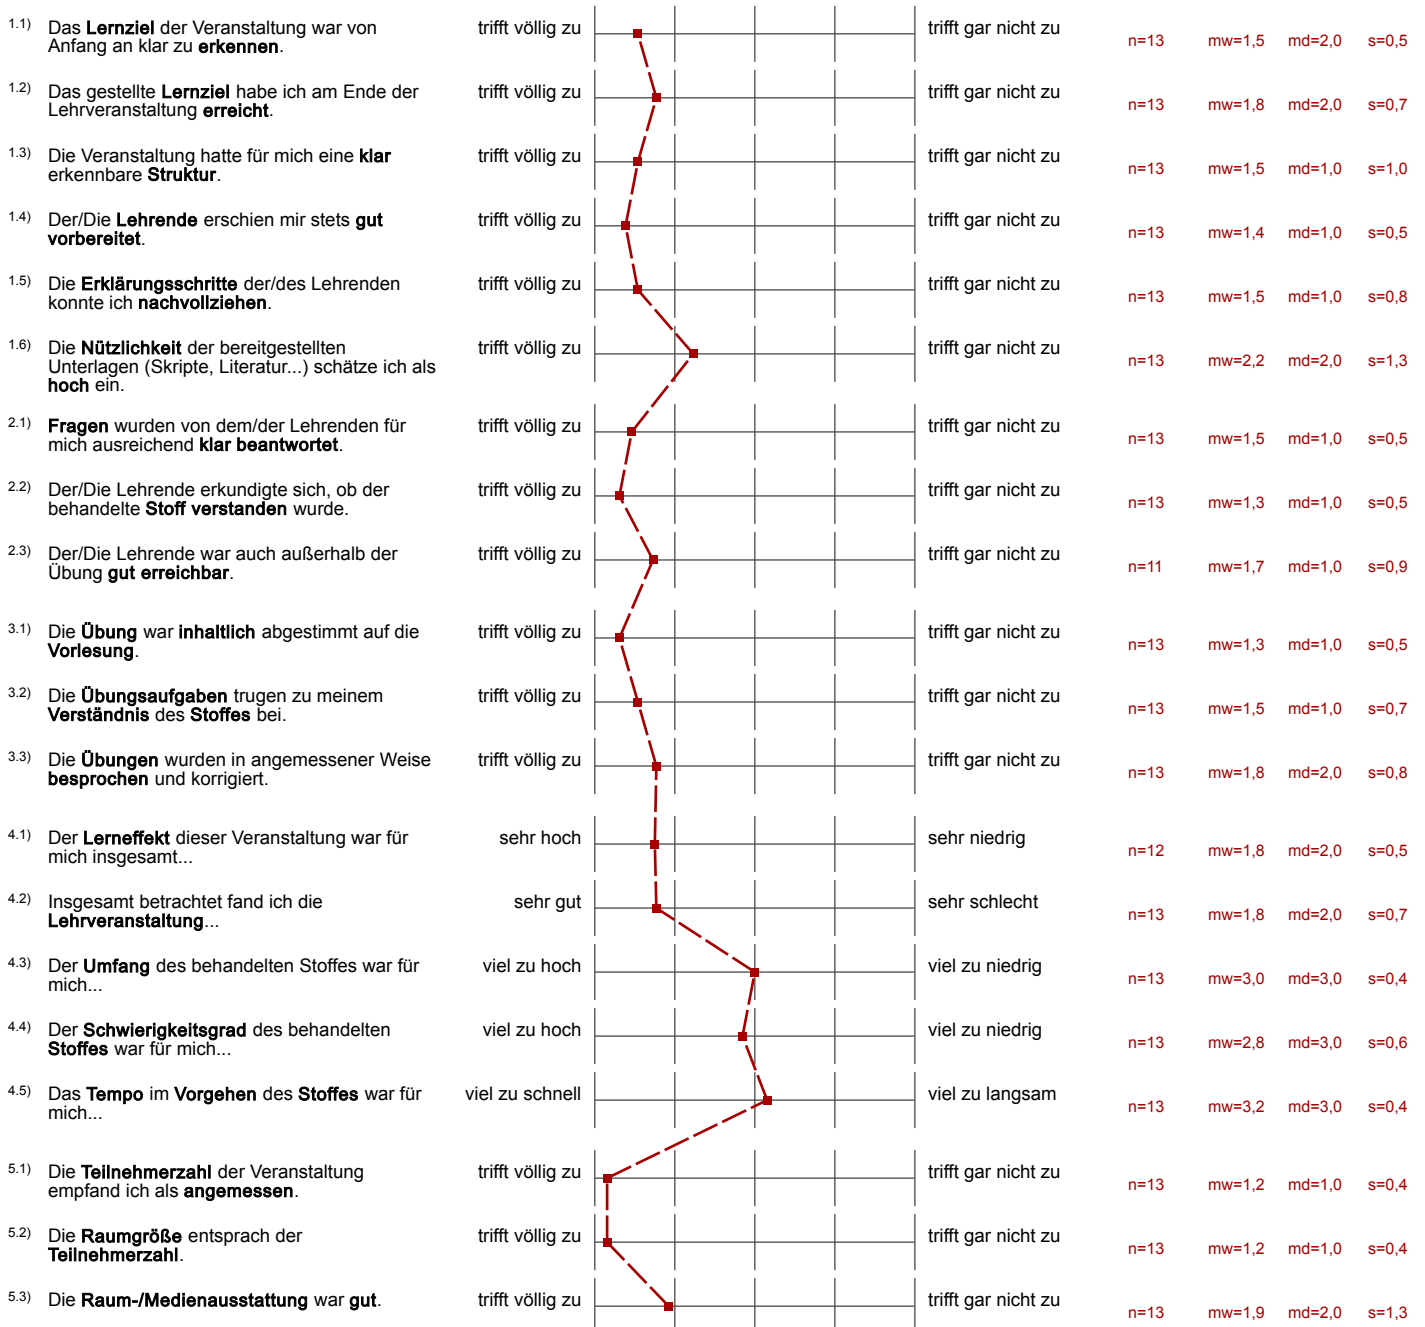 1.1) Das Lernziel der Veranstaltung war von
Anfang an klar zu erkennen.
trifft völlig zu
trifft gar nicht zu
n=13 mw=1,5 md=2,0 s=0,5
1.2) Das gestellte Lernziel habe ich am Ende der
Lehrveranstaltung erreicht.
trifft völlig zu
trifft gar nicht zu
n=13 mw=1,8 md=2,0 s=0,7
1.3) Die Veranstaltung hatte für mich eine klar
erkennbare Struktur.
trifft völlig zu
trifft gar nicht zu
n=13 mw=1,5 md=1,0 s=1,0
1.4) Der/Die Lehrende erschien mir stets gut
vorbereitet.
trifft völlig zu
trifft gar nicht zu
n=13 mw=1,4 md=1,0 s=0,5
1.5) Die Erklärungsschritte der/des Lehrenden
konnte ich nachvollziehen.
trifft völlig zu
trifft gar nicht zu
n=13 mw=1,5 md=1,0 s=0,8
1.6) Die Nützlichkeit der bereitgestellten
Unterlagen (Skripte, Literatur...) schätze ich als
hoch ein.
trifft völlig zu
trifft gar nicht zu
n=13 mw=2,2 md=2,0 s=1,3
2.1) Fragen wurden von dem/der Lehrenden für
mich ausreichend klar beantwortet.
trifft völlig zu
trifft gar nicht zu
n=13 mw=1,5 md=1,0 s=0,5
2.2) Der/Die Lehrende erkundigte sich, ob der
behandelte Stoff verstanden wurde.
trifft völlig zu
trifft gar nicht zu
n=13 mw=1,3 md=1,0 s=0,5
2.3) Der/Die Lehrende war auch außerhalb der
Übung gut erreichbar.
trifft völlig zu
trifft gar nicht zu
n=11 mw=1,7 md=1,0 s=0,9
3.1) Die Übung war inhaltlich abgestimmt auf die
Vorlesung.
trifft völlig zu
trifft gar nicht zu
n=13 mw=1,3 md=1,0 s=0,5
3.2) Die Übungsaufgaben trugen zu meinem
Verständnis des Stoffes bei.
trifft völlig zu
trifft gar nicht zu
n=13 mw=1,5 md=1,0 s=0,7
3.3) Die Übungen wurden in angemessener Weise
besprochen und korrigiert.
trifft völlig zu
trifft gar nicht zu
n=13 mw=1,8 md=2,0 s=0,8
4.1) Der Lerneffekt dieser Veranstaltung war für
mich insgesamt...
sehr hoch
sehr niedrig
n=12 mw=1,8 md=2,0 s=0,5
4.2) Insgesamt betrachtet fand ich die
Lehrveranstaltung...
sehr gut
sehr schlecht
n=13 mw=1,8 md=2,0 s=0,7
4.3) Der Umfang des behandelten Stoffes war für
mich...
viel zu hoch
viel zu niedrig
n=13 mw=3,0 md=3,0 s=0,4
4.4) Der Schwierigkeitsgrad des behandelten
Stoffes war für mich...
viel zu hoch
viel zu niedrig
n=13 mw=2,8 md=3,0 s=0,6
4.5) Das Tempo im Vorgehen des Stoffes war für
mich...
viel zu schnell
viel zu langsam
n=13 mw=3,2 md=3,0 s=0,4
5.1) Die Teilnehmerzahl der Veranstaltung
empfand ich als angemessen.
trifft völlig zu
trifft gar nicht zu
n=13 mw=1,2 md=1,0 s=0,4
5.2) Die Raumgröße entsprach der
Teilnehmerzahl.
trifft völlig zu
trifft gar nicht zu
n=13 mw=1,2 md=1,0 s=0,4
5.3) Die Raum-/Medienausstattung war gut.
trifft völlig zu
trifft gar nicht zu
n=13 mw=1,9 md=2,0 s=1,3